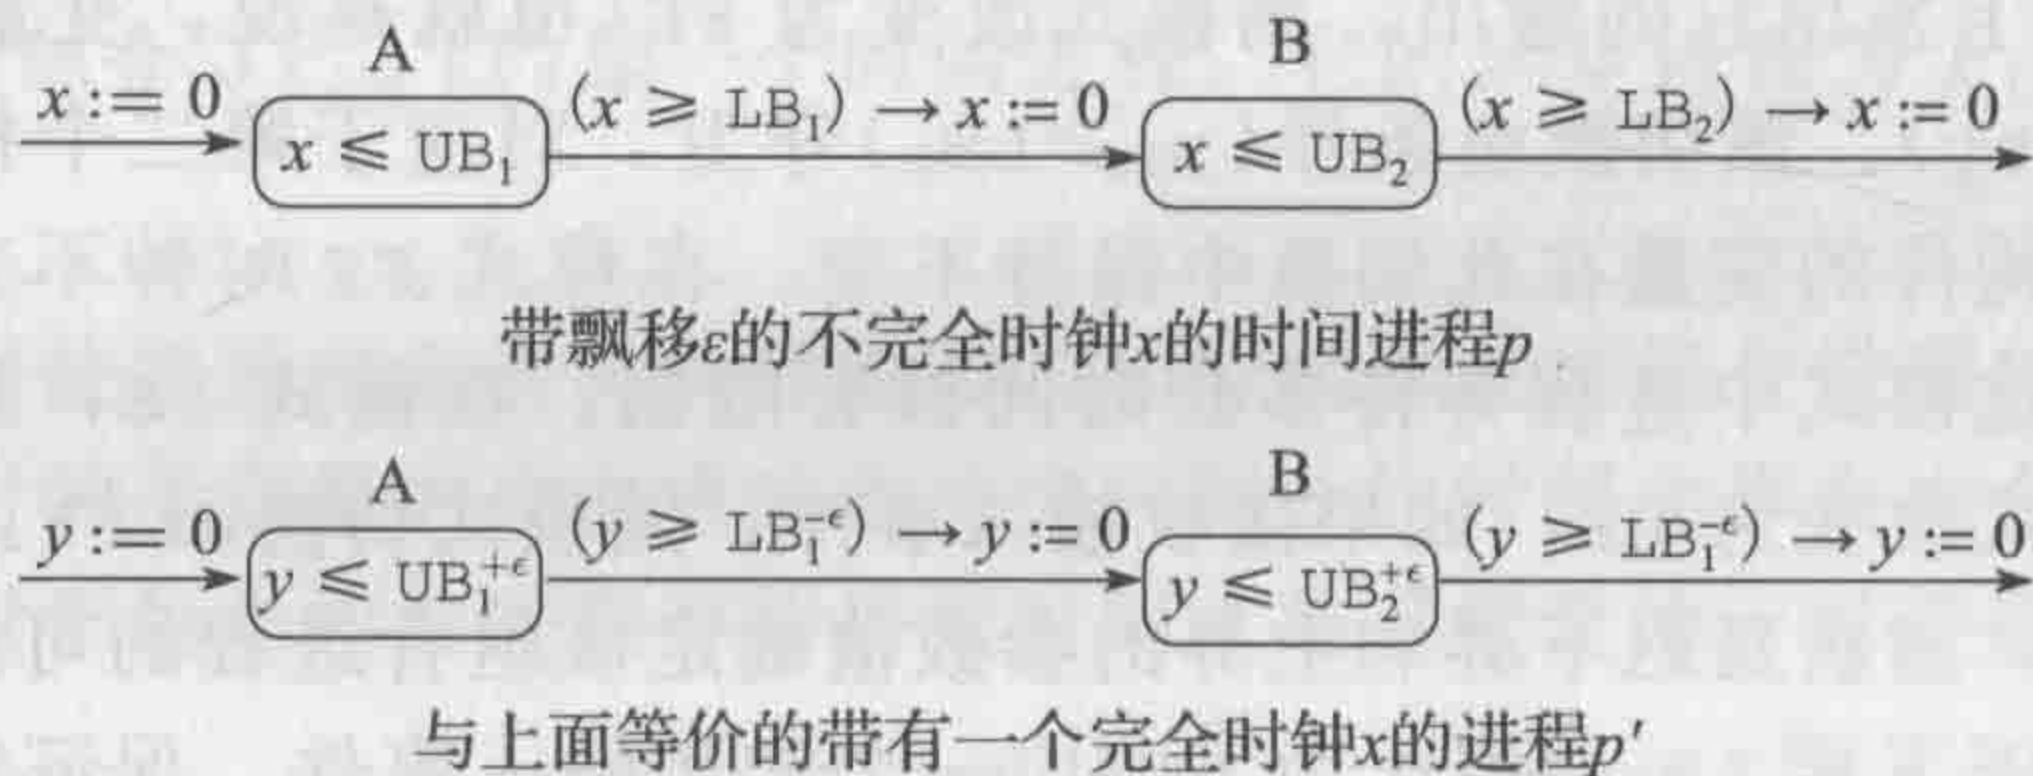 A B
x := 0 x ≤ UB₁ (x ≥ LB₁) → x := 0 x ≤ UB₂ (x ≥ LB₂) → x := 0
带飘移ε的不完全时钟x的时间进程p
A B
y := 0 y ≤ UB₁⁺ᵋ (y ≥ LB₁⁻ᵋ) → y := 0 y ≤ UB₂⁺ᵋ (y ≥ LB₁⁻ᵋ) → y := 0
与上面等价的带有一个完全时钟x的进程p′